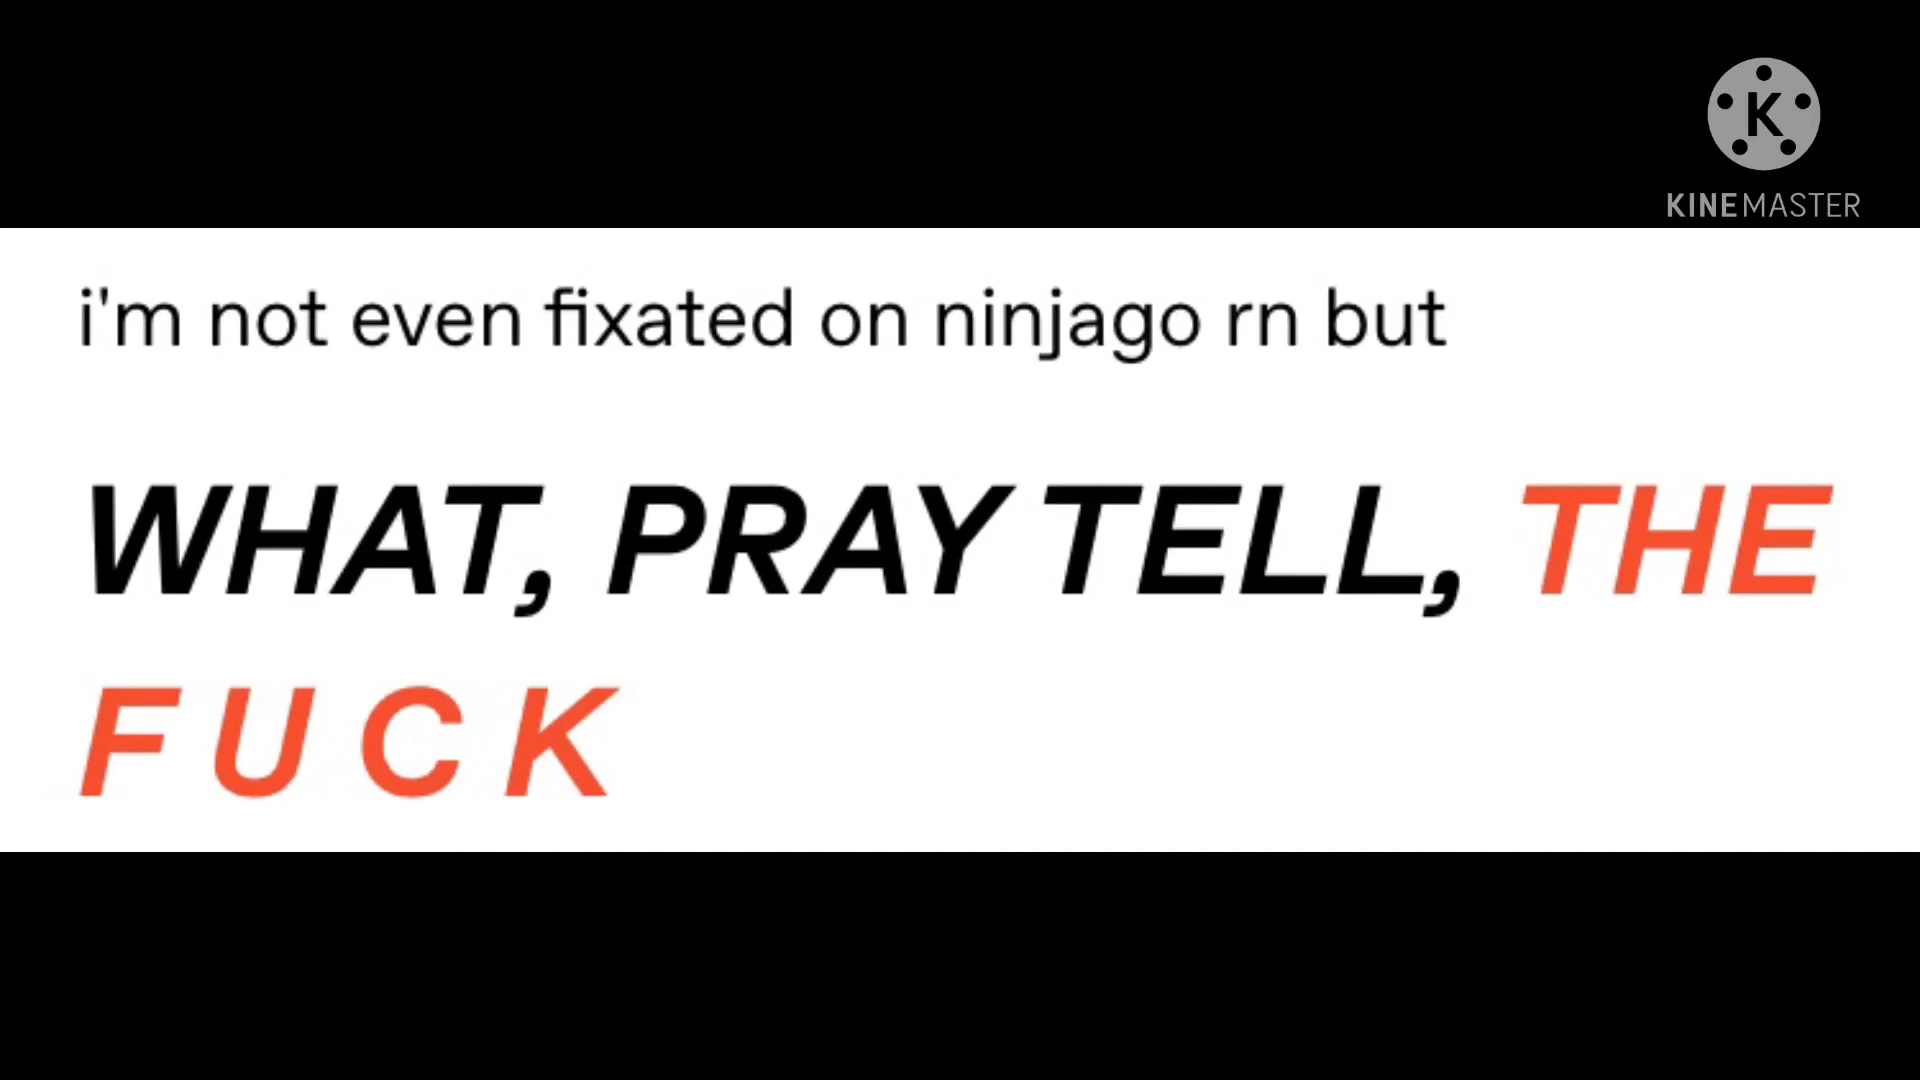 K
KINEMASTER
i'm not even fixated on ninjago rn but
WHAT, PRAY TELL, THE
F U C K